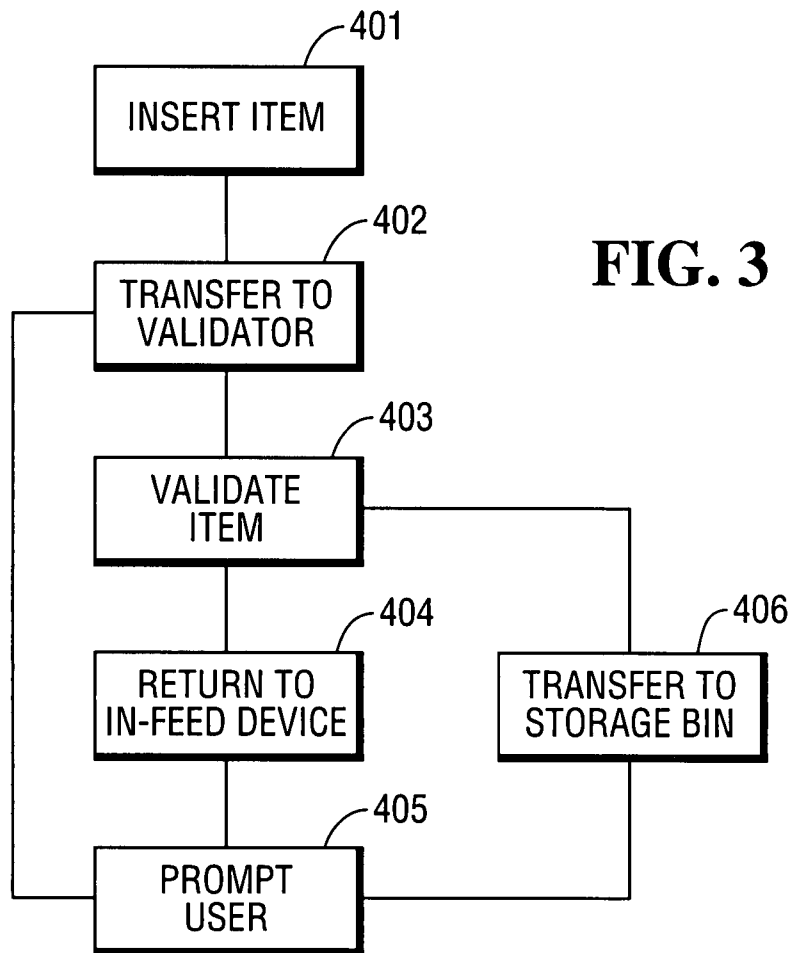 401
INSERT ITEM
402
TRANSFER TO
VALIDATOR
FIG. 3
403
VALIDATE
ITEM
404
RETURN TO
IN-FEED DEVICE
406
TRANSFER TO
STORAGE BIN
405
PROMPT
USER